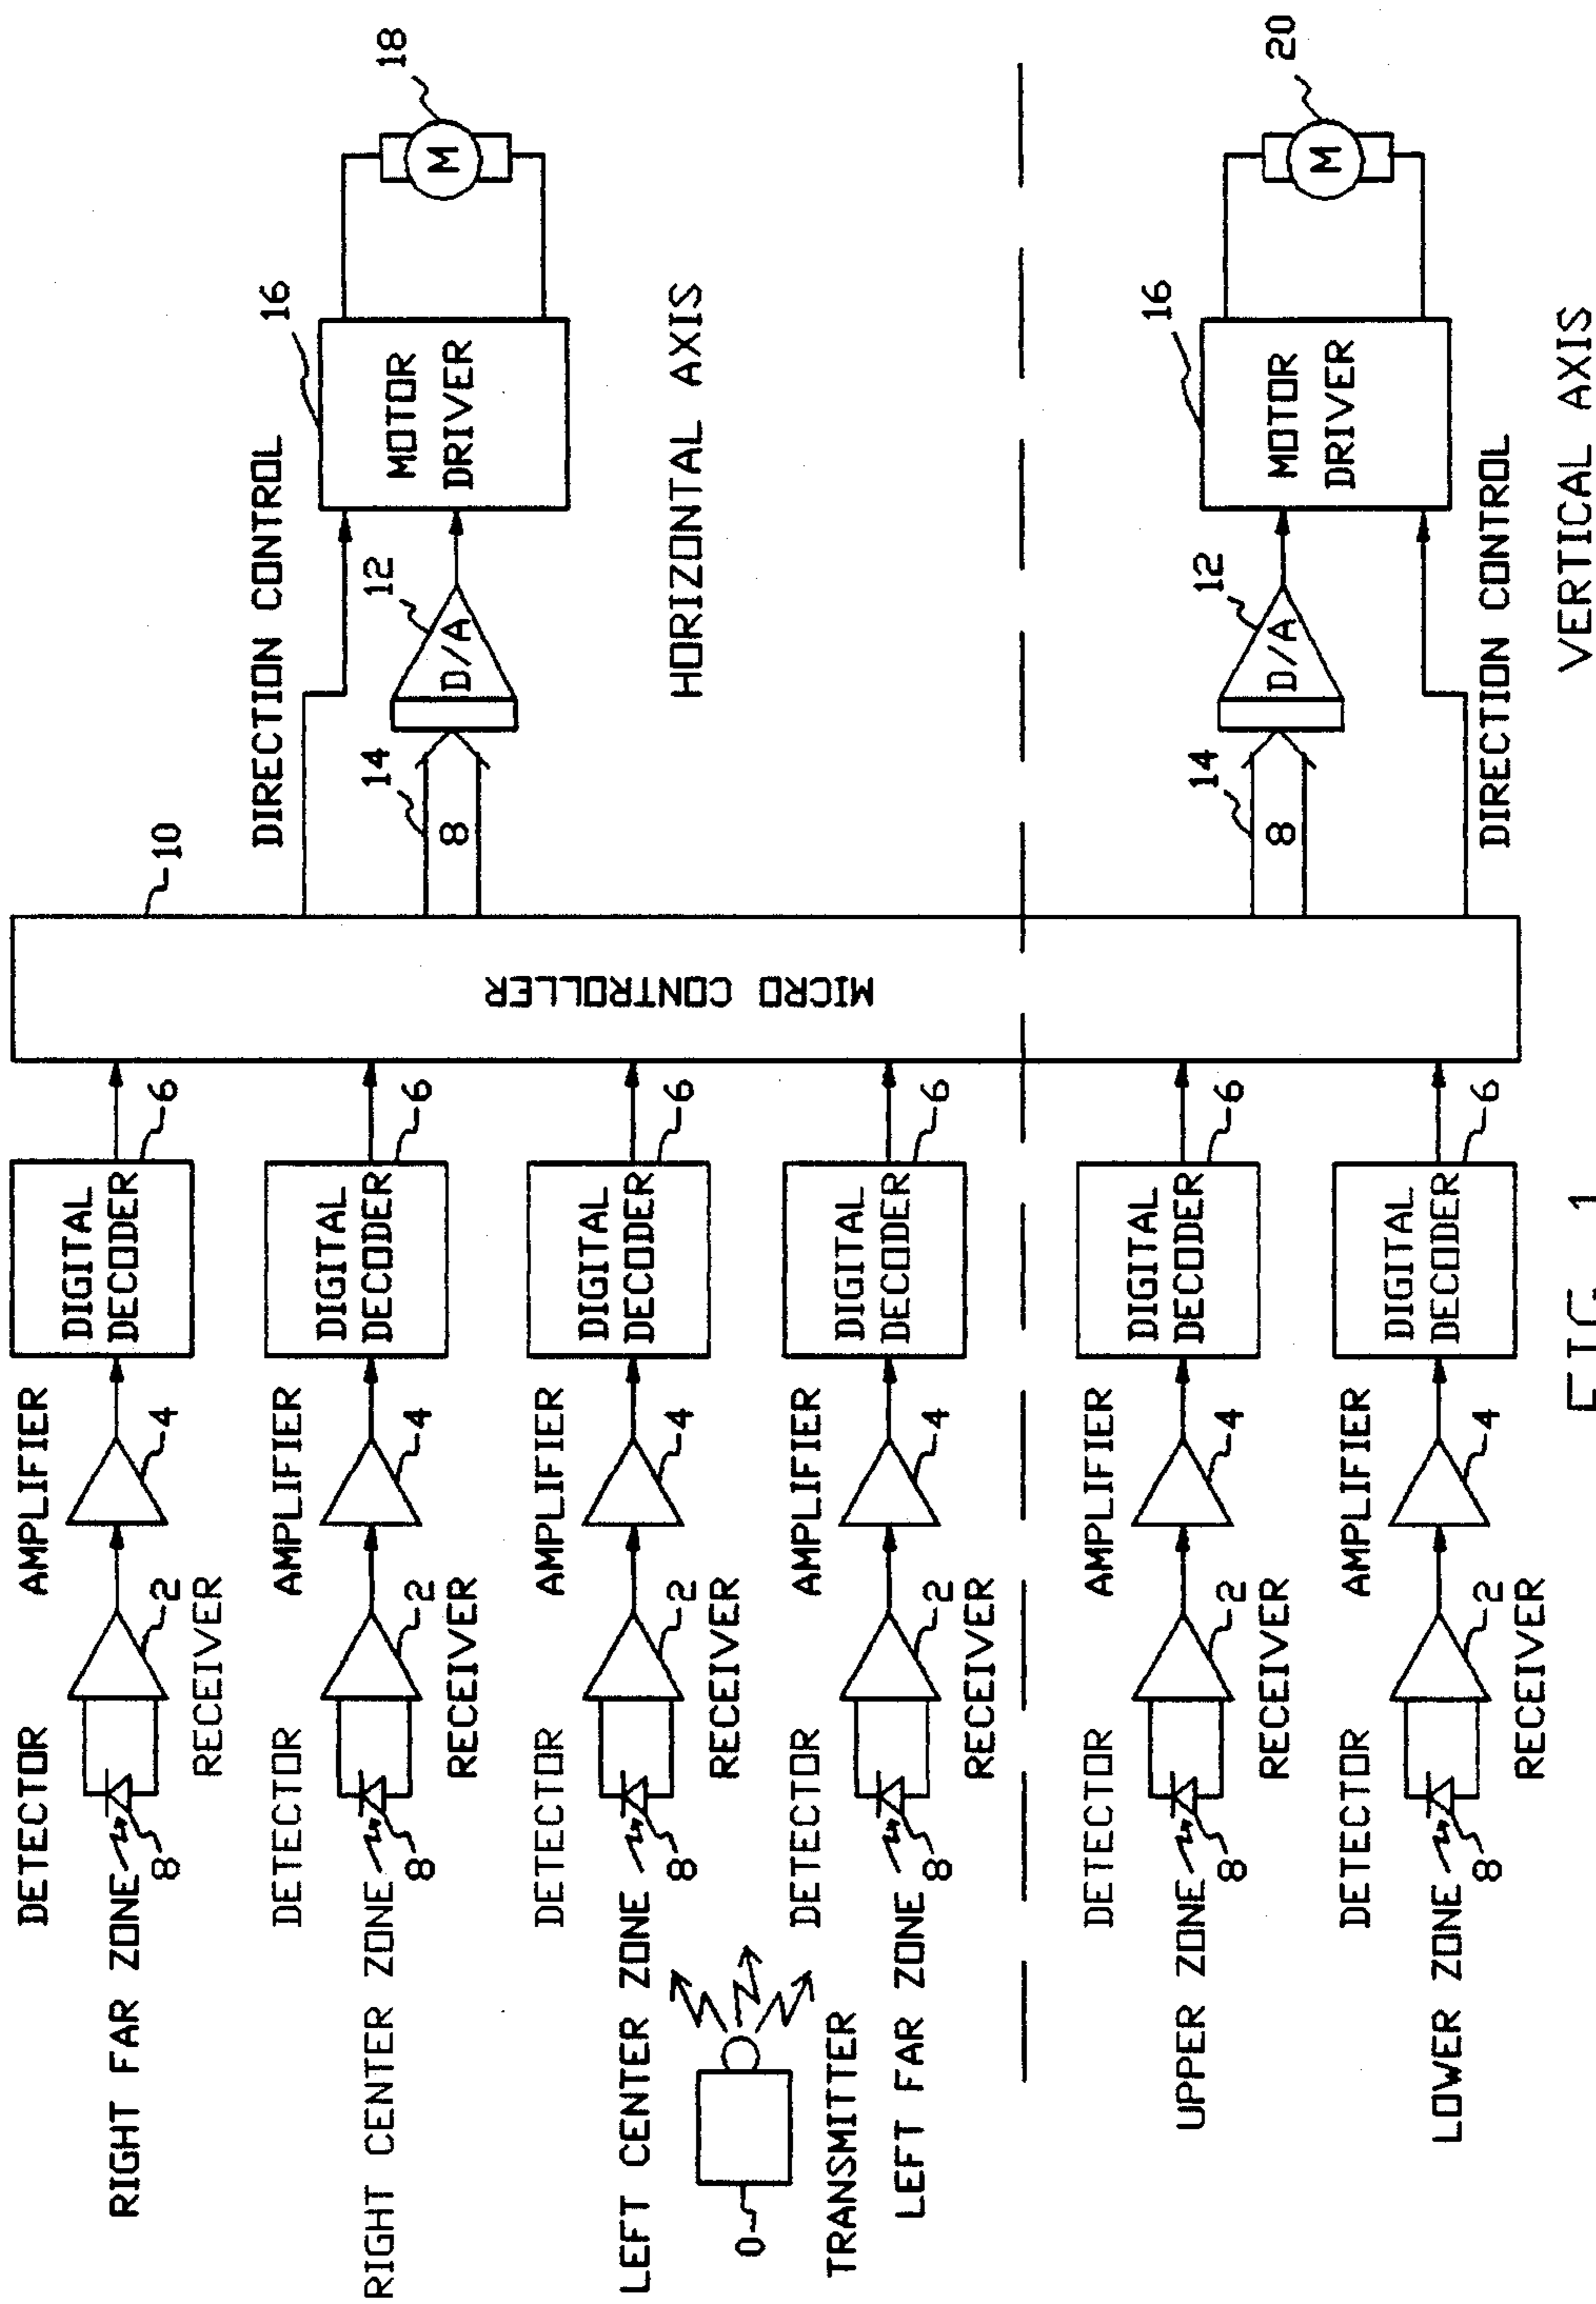 DETECTOR
AMPLIFIER
DIGITAL
DECODER
RIGHT FAR ZONE
8
2
RECEIVER
4
6
DETECTOR
AMPLIFIER
DIGITAL
DECODER
RIGHT CENTER ZONE
8
2
RECEIVER
4
6
DETECTOR
AMPLIFIER
DIGITAL
DECODER
LEFT CENTER ZONE
8
2
RECEIVER
4
6
0
TRANSMITTER
DETECTOR
AMPLIFIER
DIGITAL
DECODER
LEFT FAR ZONE
8
2
RECEIVER
4
6
DETECTOR
AMPLIFIER
DIGITAL
DECODER
UPPER ZONE
8
2
RECEIVER
4
6
DETECTOR
AMPLIFIER
DIGITAL
DECODER
LOWER ZONE
8
2
RECEIVER
4
6
10
MICRO CONTROLLER
DIRECTION CONTROL
14
8
12
D/A
16
MOTOR
DRIVER
M
18
HORIZONTAL AXIS
14
8
12
D/A
16
MOTOR
DRIVER
M
20
DIRECTION CONTROL
VERTICAL AXIS
FIG. 1